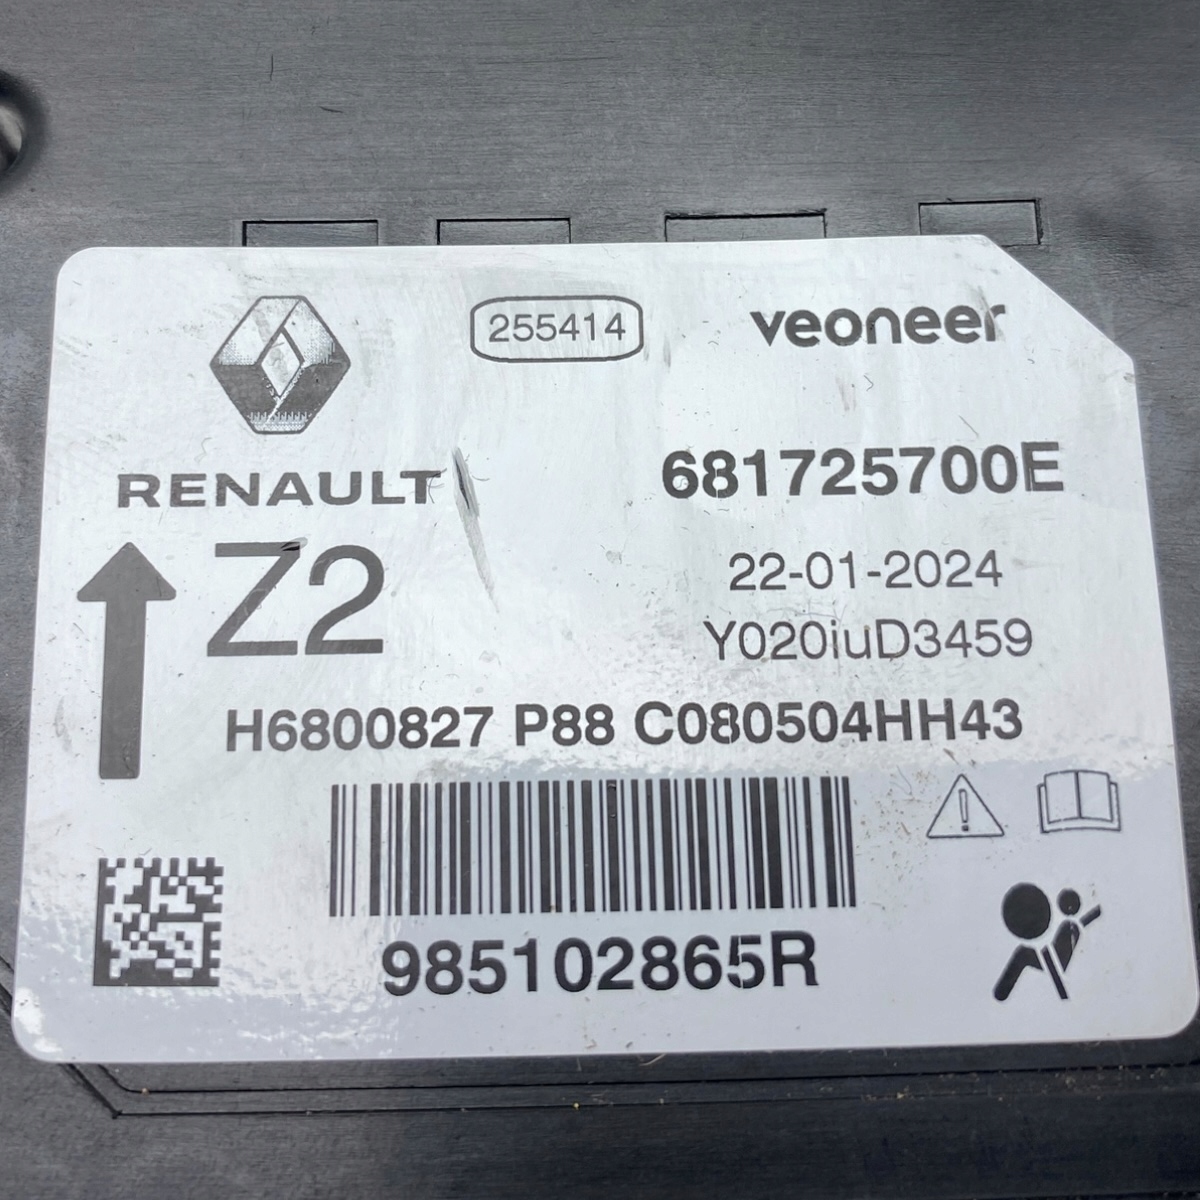 255414
veoneer
RENAULT
681725700E
Z2
22-01-2024
Y020iuD3459
H6800827 P88 C080504HH43
985102865R